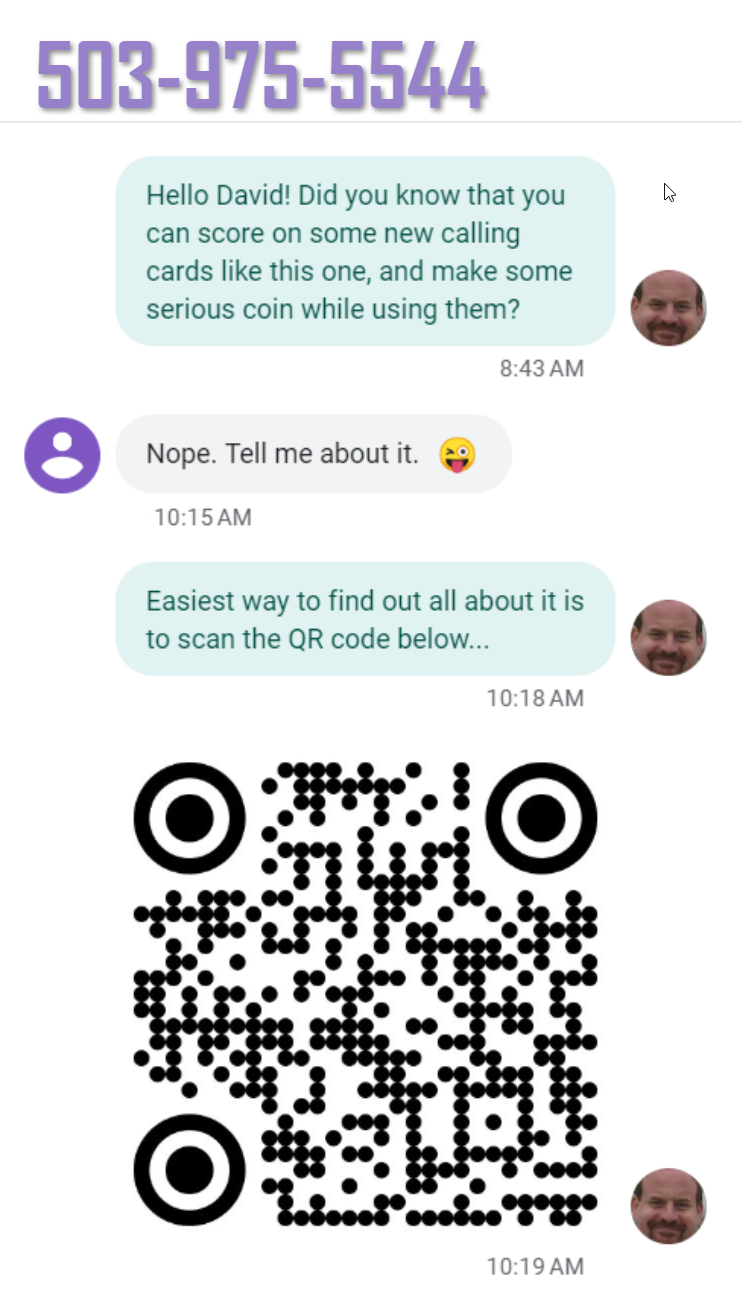 503-975-5544
Hello David! Did you know that you
can score on some new calling
cards like this one, and make some
serious coin while using them?
8:43 AM
Nope. Tell me about it. 😜
10:15 AM
Easiest way to find out all about it is
to scan the QR code below...
10:18 AM
10:19 AM